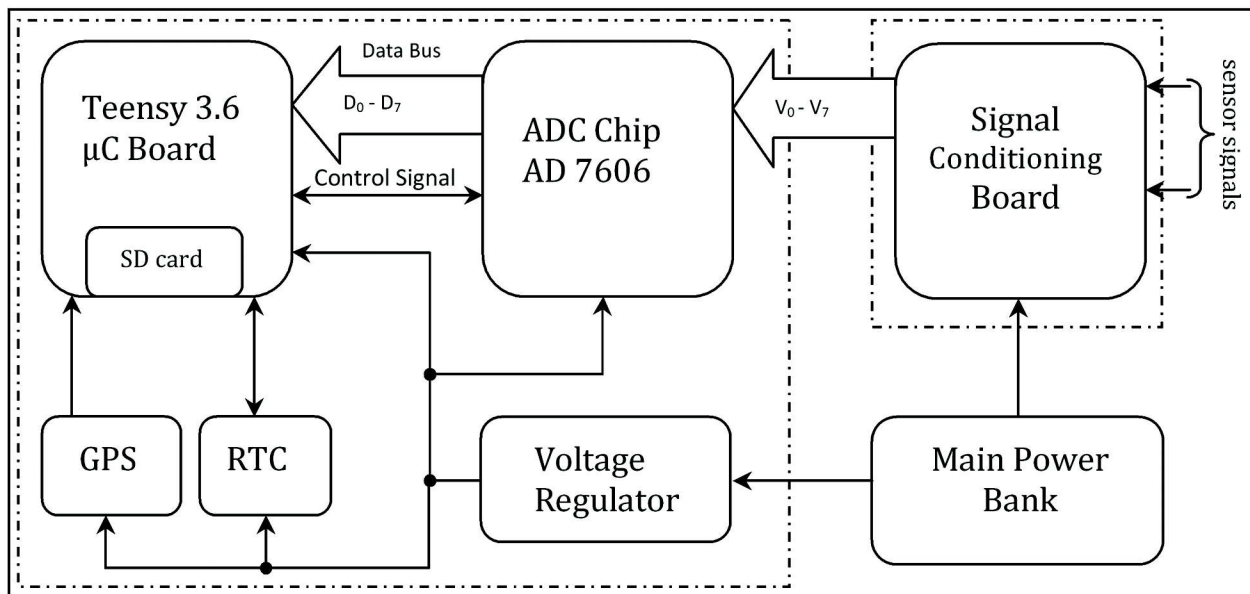 Teensy 3.6
µC Board
SD card
Data Bus
D₀ - D₇
Control Signal
ADC Chip
AD 7606
V₀ - V₇
Signal
Conditioning
Board
sensor signals
GPS
RTC
Voltage
Regulator
Main Power
Bank